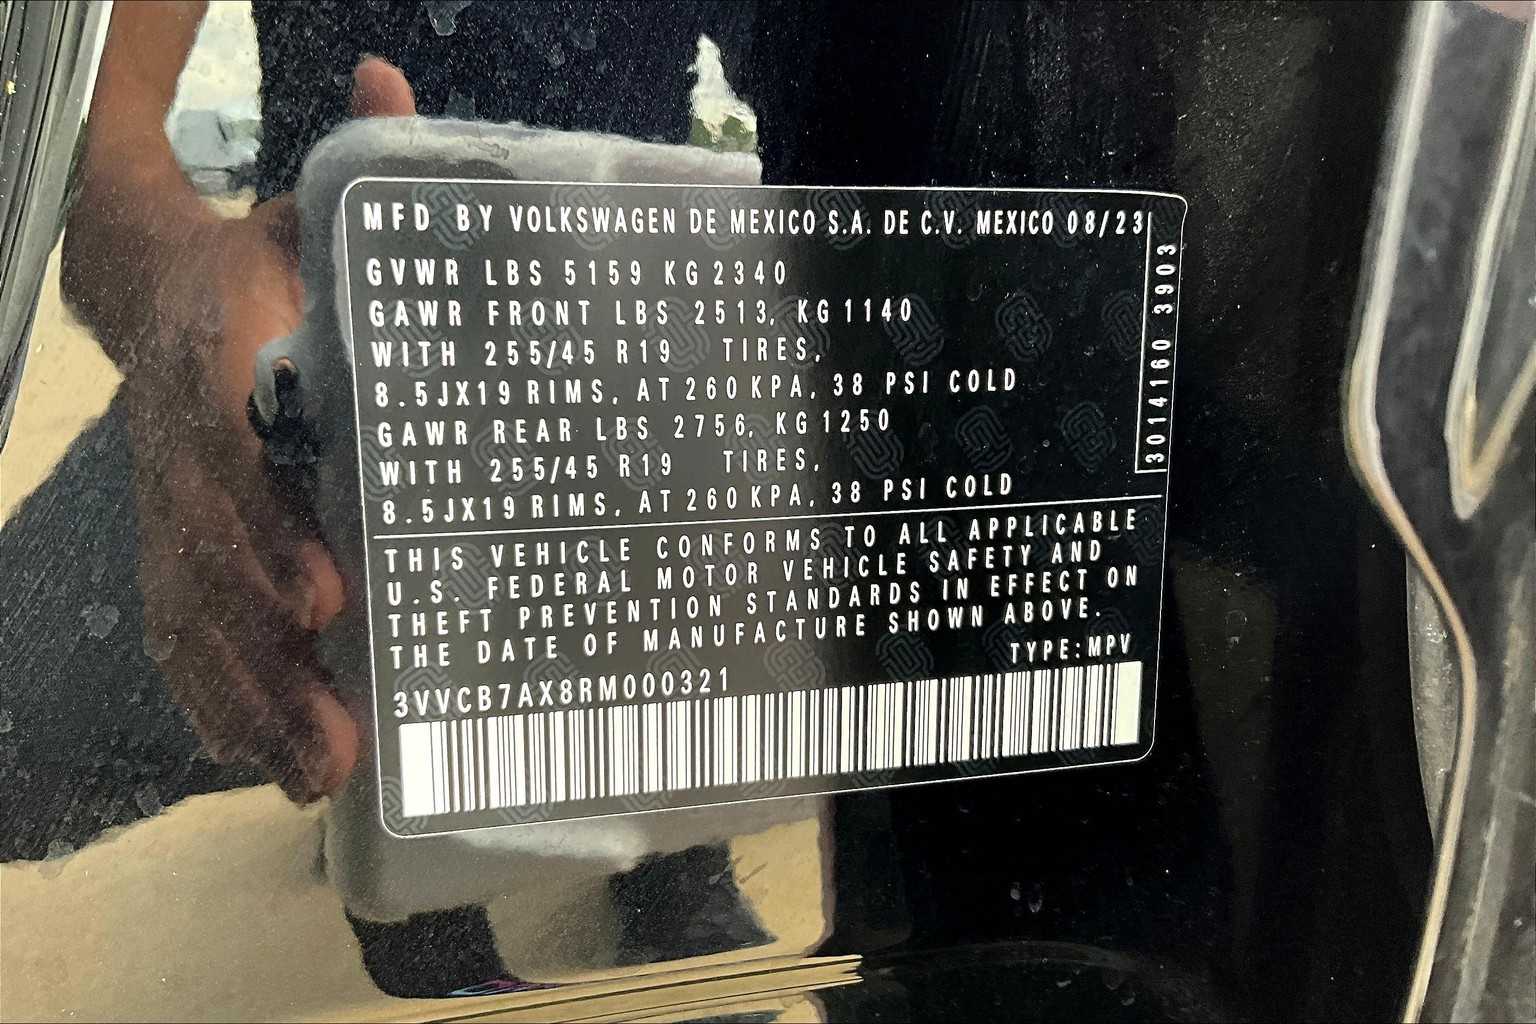 MFD BY VOLKSWAGEN DE MEXICO S.A. DE C.V. MEXICO 08/23
GVWR LBS 5159 KG 2340
GAWR FRONT LBS 2513, KG 1140
WITH 255/45 R19 TIRES,
8.5JX19 RIMS, AT 260 KPA, 38 PSI COLD
GAWR REAR LBS 2756, KG 1250
WITH 255/45 R19 TIRES,
8.5JX19 RIMS, AT 260 KPA, 38 PSI COLD
3014160 3903
THIS VEHICLE CONFORMS TO ALL APPLICABLE
U.S. FEDERAL MOTOR VEHICLE SAFETY AND
THEFT PREVENTION STANDARDS IN EFFECT ON
THE DATE OF MANUFACTURE SHOWN ABOVE.
TYPE:MPV
3VVCB7AX8RM000321